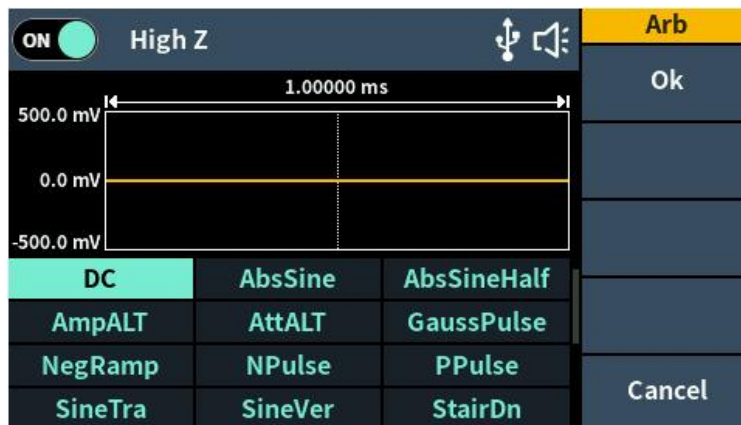 ON High Z Arb
1.00000 ms Ok
500.0 mV
0.0 mV
-500.0 mV
DC AbsSine AbsSineHalf
AmpALT AttALT GaussPulse
NegRamp NPulse PPulse
Cancel
SineTra SineVer StairDn